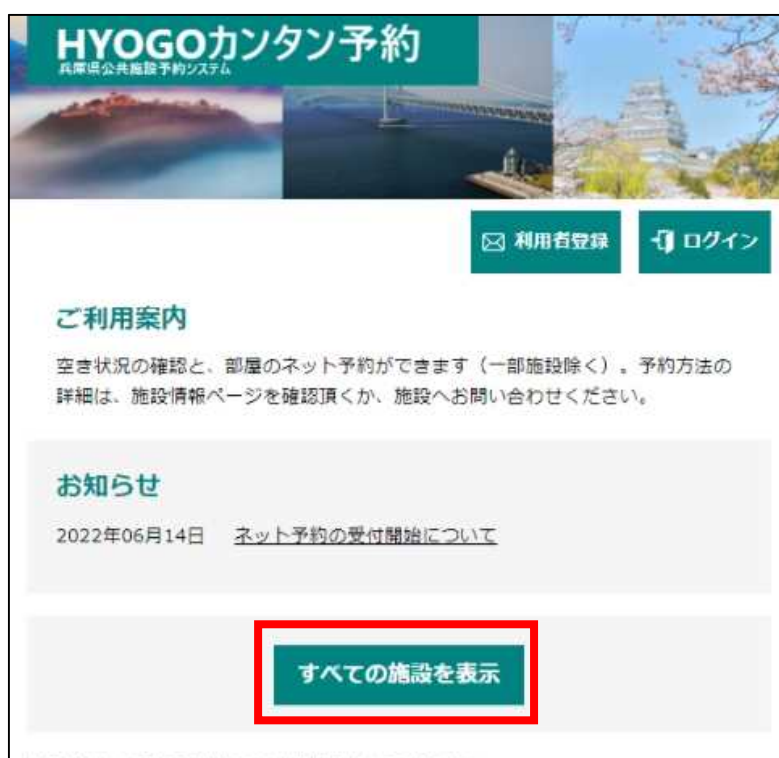 HYOGOカンタン予約
兵庫県公共施設予約システム
利用者登録
ログイン
ご利用案内
空き状況の確認と、部屋のネット予約ができます（一部施設除く）。予約方法の
詳細は、施設情報ページを確認頂くか、施設へお問い合わせください。
お知らせ
2022年06月14日 ネット予約の受付開始について
すべての施設を表示